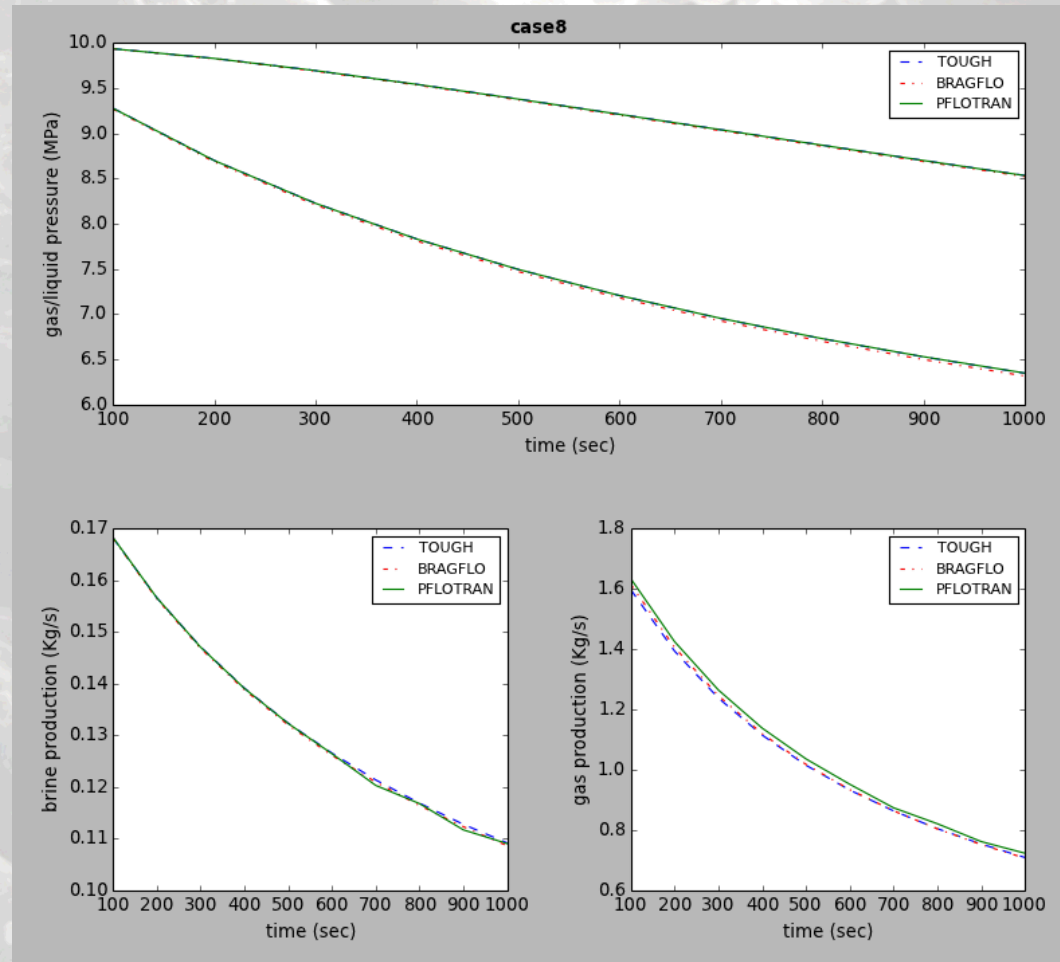 case8
10.0
9.5
9.0
8.5
8.0
7.5
7.0
6.5
6.0
gas/liquid pressure (MPa)
TOUGH
BRAGFLO
PFLOTRAN
100 200 300 400 500 600 700 800 900 1000
time (sec)
0.17
0.16
0.15
0.14
0.13
0.12
0.11
0.10
brine production (Kg/s)
TOUGH
BRAGFLO
PFLOTRAN
100 200 300 400 500 600 700 800 900 1000
time (sec)
1.8
1.6
1.4
1.2
1.0
0.8
0.6
gas production (Kg/s)
TOUGH
BRAGFLO
PFLOTRAN
100 200 300 400 500 600 700 800 900 1000
time (sec)